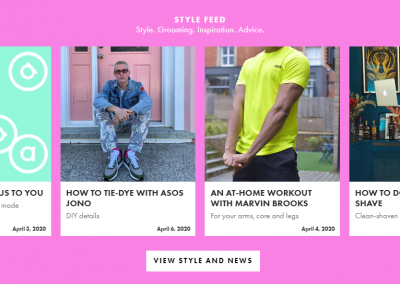 STYLE FEED
Style. Grooming. Inspiration. Advice.
US TO YOU
made
April 3, 2020
HOW TO TIE-DYE WITH ASOS
JONO
DIY details
April 6, 2020
AN AT-HOME WORKOUT
WITH MARVIN BROOKS
For your arms, core and legs
April 4, 2020
HOW TO D
SHAVE
Clean-shaven
VIEW STYLE AND NEWS